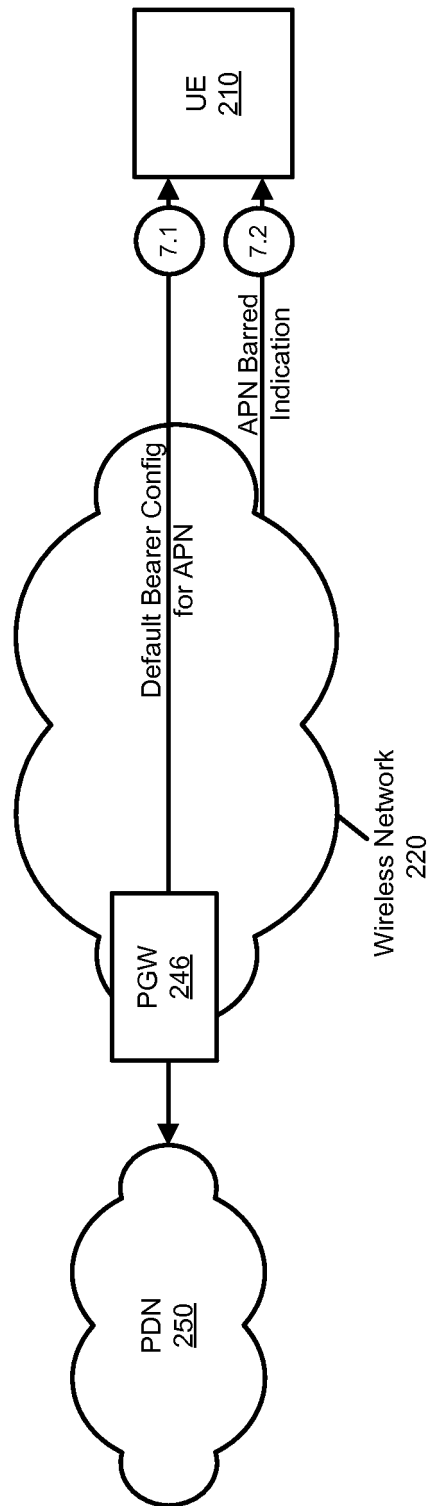 PDN
250
PGW
246
Wireless Network
220
Default Bearer Config
for APN
APN Barred
Indication
7.1
7.2
UE
210